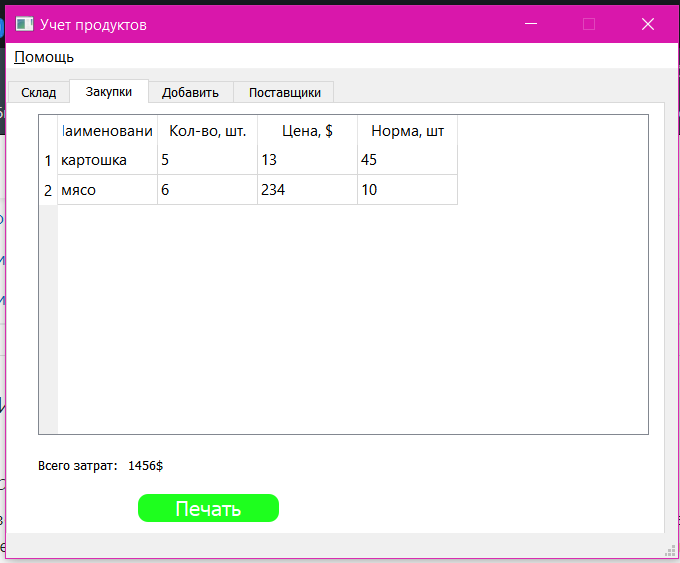 Учет продуктов
Помощь
Склад Закупки Добавить Поставщики
Наименовани Кол-во, шт. Цена, $ Норма, шт
1 картошка 5 13 45
2 мясо 6 234 10
Всего затрат: 1456$
Печать